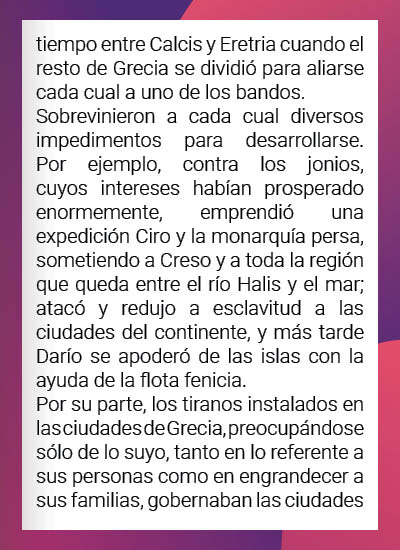 tiempo entre Calcis y Eretria cuando el
resto de Grecia se dividió para aliarse
cada cual a uno de los bandos.
Sobrevinieron a cada cual diversos
impedimentos para desarrollarse.
Por ejemplo, contra los jonios,
cuyos intereses habían prosperado
enormemente, emprendió una
expedición Ciro y la monarquía persa,
sometiendo a Creso y a toda la región
que queda entre el río Halis y el mar;
atacó y redujo a esclavitud a las
ciudades del continente, y más tarde
Darío se apoderó de las islas con la
ayuda de la flota fenicia.
Por su parte, los tiranos instalados en
las ciudades de Grecia, preocupándose
sólo de lo suyo, tanto en lo referente a
sus personas como en engrandecer a
sus familias, gobernaban las ciudades